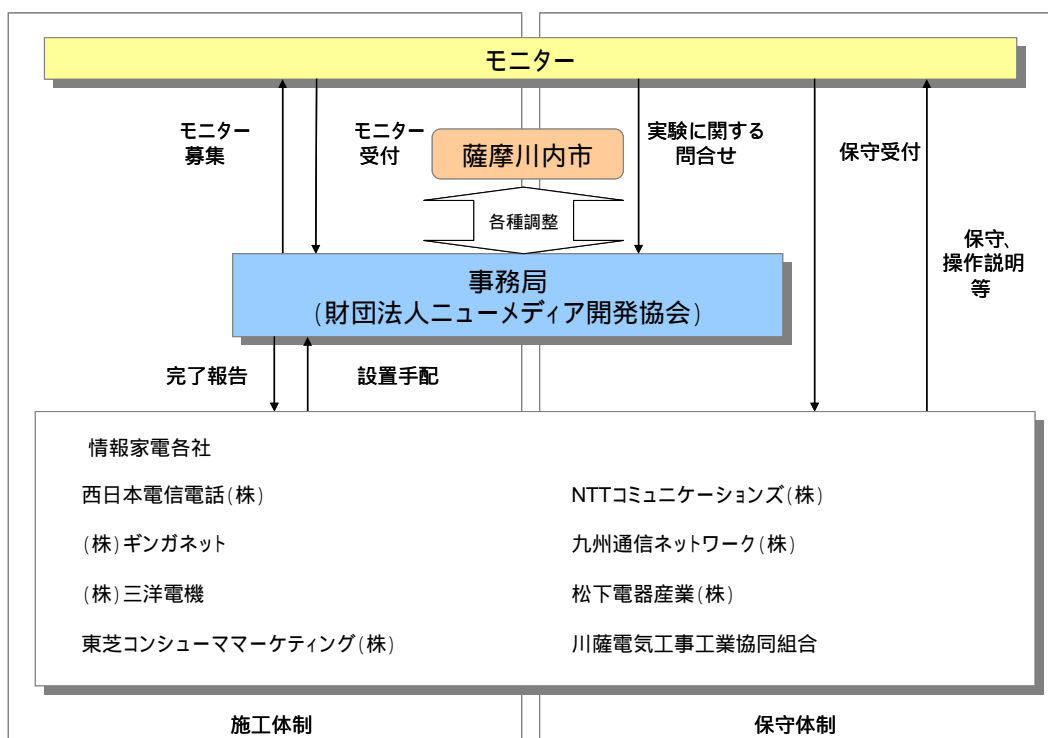 モニター
モニター
募集
モニター
受付
薩摩川内市
実験に関する
問合せ
保守受付
各種調整
保守、
操作説明
等
事務局
(財団法人ニューメディア開発協会)
完了報告
設置手配
情報家電各社
西日本電信電話(株)
NTTコミュニケーションズ(株)
(株)ギンガネット
九州通信ネットワーク(株)
(株)三洋電機
松下電器産業(株)
東芝コンシューママーケティング(株)
川薩電気工事工業協同組合
施工体制
保守体制